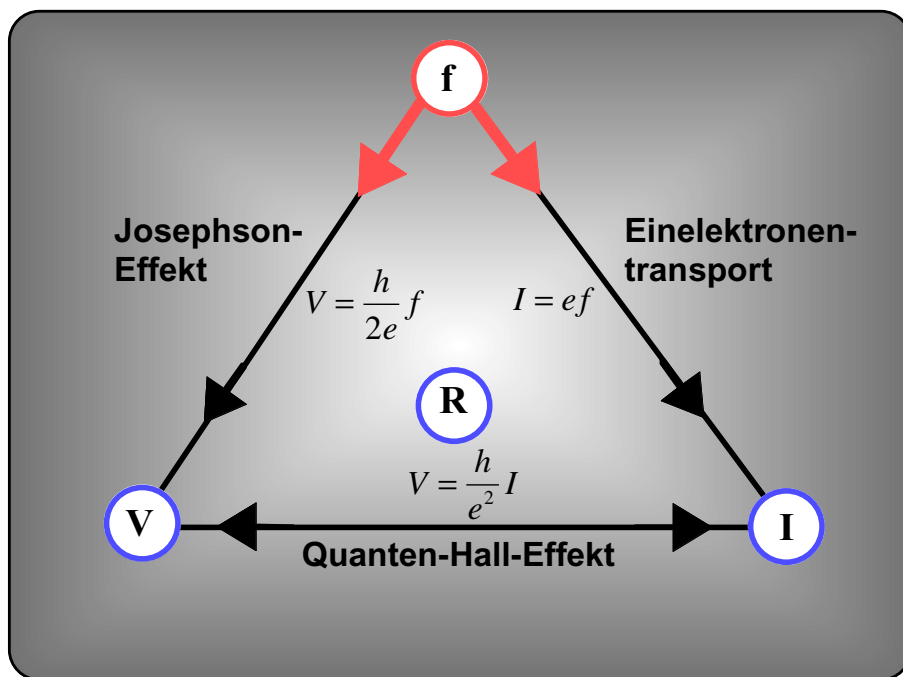 f
Josephson-
Effekt
Einelektronen-
transport
V = h/2e f
I = ef
R
V = h/e² I
V
I
Quanten-Hall-Effekt